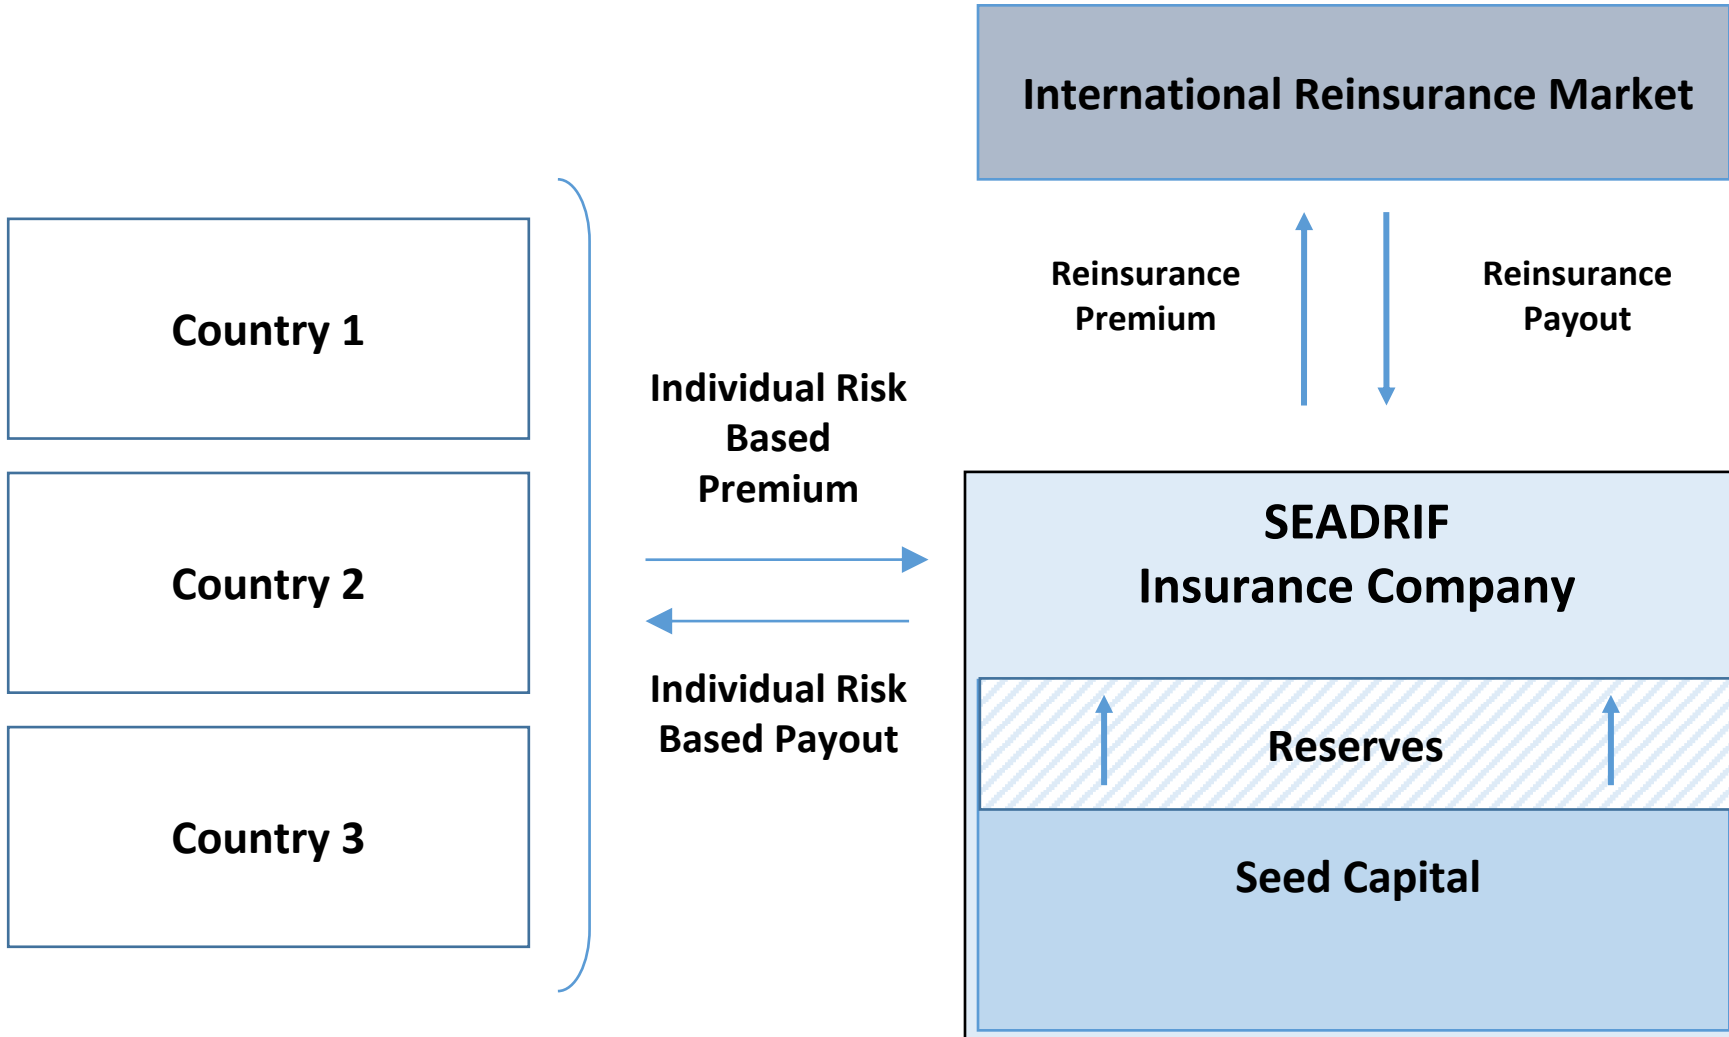 International Reinsurance Market
Country 1
Country 2
Country 3
Individual Risk
Based
Premium
Individual Risk
Based Payout
Reinsurance
Premium
Reinsurance
Payout
SEADRIF
Insurance Company
Reserves
Seed Capital